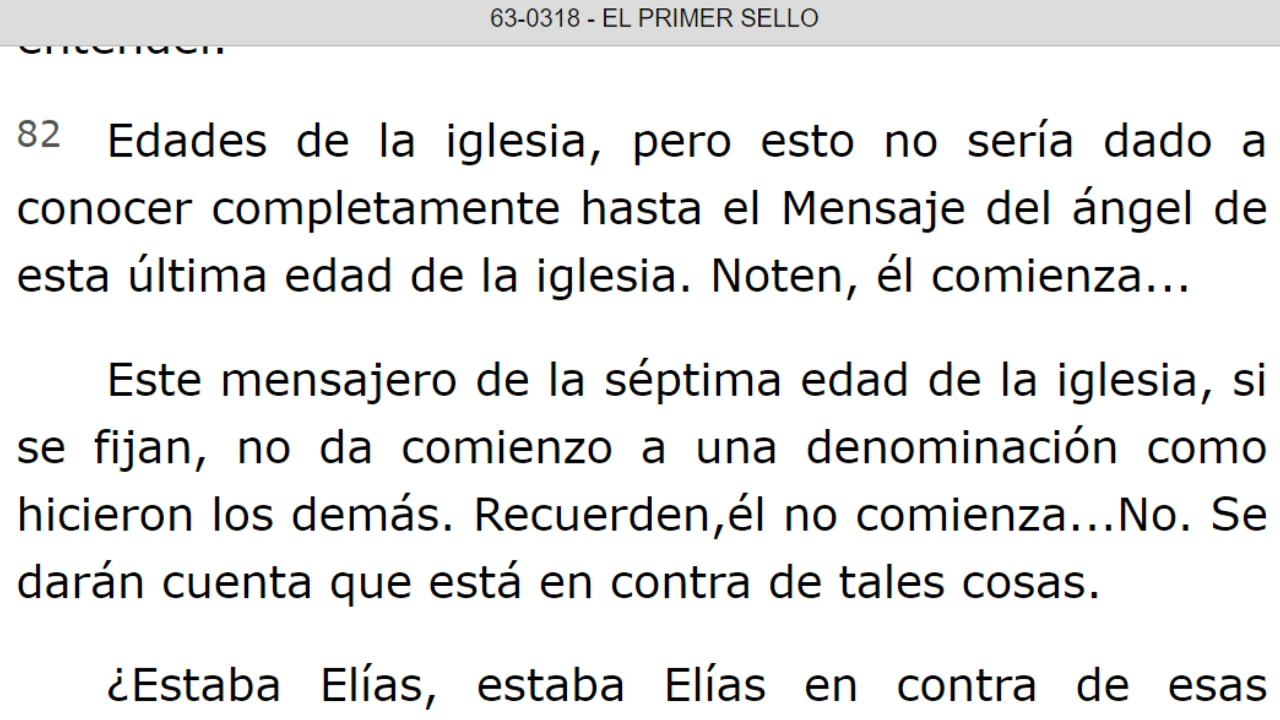 63-0318 - EL PRIMER SELLO
entender.
82 Edades de la iglesia, pero esto no sería dado a
conocer completamente hasta el Mensaje del ángel de
esta última edad de la iglesia. Noten, él comienza...
Este mensajero de la séptima edad de la iglesia, si
se fijan, no da comienzo a una denominación como
hicieron los demás. Recuerden,él no comienza...No. Se
darán cuenta que está en contra de tales cosas.
¿Estaba Elías, estaba Elías en contra de esas